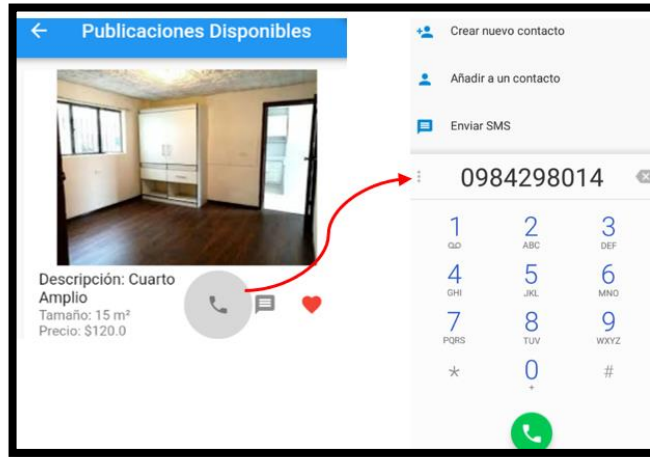 Publicaciones Disponibles
Descripción: Cuarto
Amplio
Tamaño: 15 m²
Precio: $120.0
Crear nuevo contacto
Añadir a un contacto
Enviar SMS
0984298014
1 2 3
ABC DEF
4 5 6
GHI JKL MNO
7 8 9
PQRS TUV WXYZ
* 0 #
+